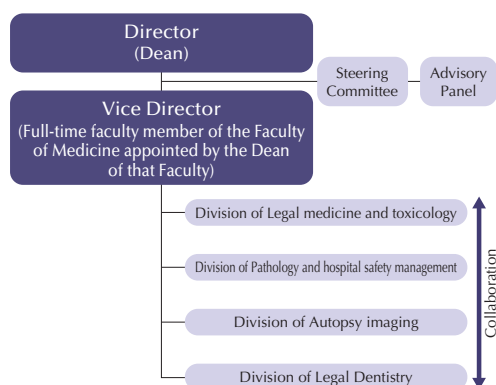 Director
(Dean)
Steering
Committee
Advisory
Panel
Vice Director
(Full-time faculty member of the Faculty
of Medicine appointed by the Dean
of that Faculty)
Division of Legal medicine and toxicology
Division of Pathology and hospital safety management
Division of Autopsy imaging
Division of Legal Dentistry
Collaboration